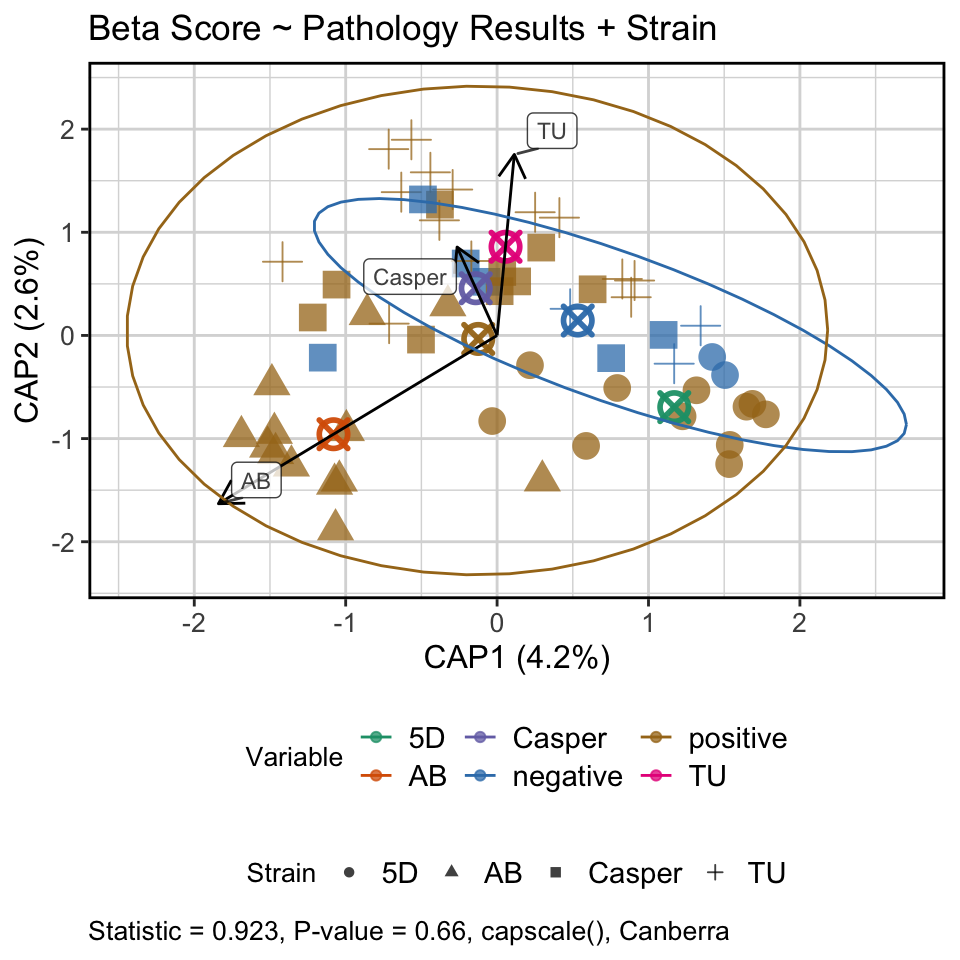 Beta Score ~ Pathology Results + Strain
CAP2 (2.6%)
2
1
0
-1
-2
TU
Casper
AB
-2 -1 0 1 2
CAP1 (4.2%)
Variable
5D Casper positive
AB negative TU
Strain 5D AB Casper TU
Statistic = 0.923, P-value = 0.66, capscale(), Canberra